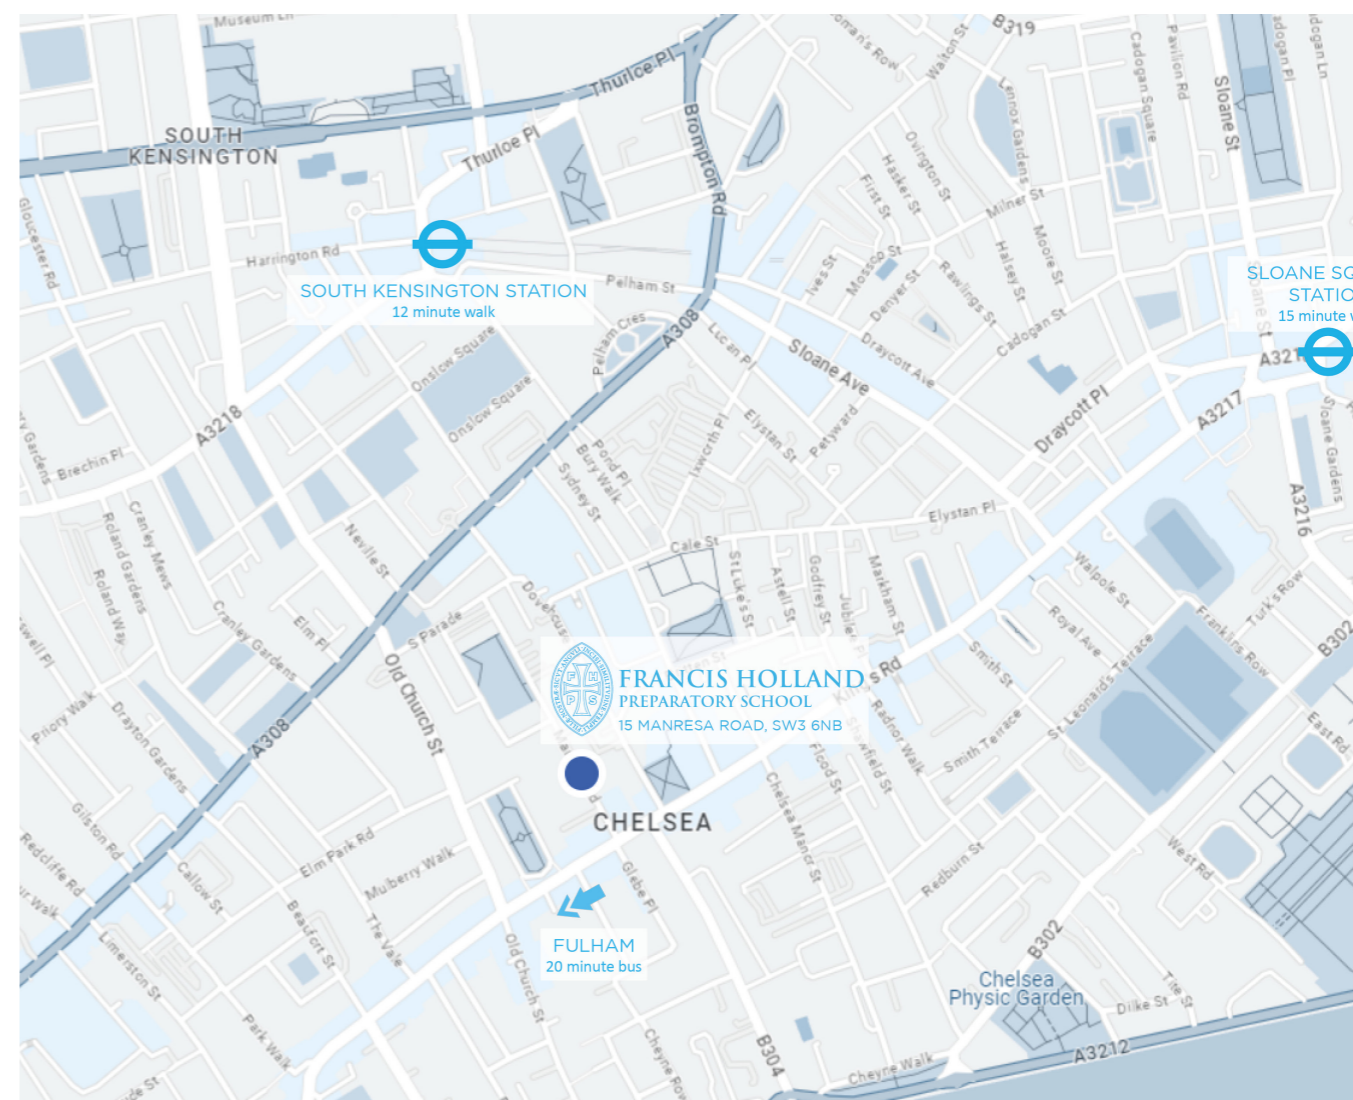 Museum Ln
B319
Walton St
Cadogan Square
Pavilion Rd
Sloane St
Thurloe Pl
SOUTH
KENSINGTON
Thurloe Pl
Brompton Rd
Lennox Gardens
Ovington St
Hasker St
First St
Milner St
Gloucester Rd
Harrington Rd
Pelham St
Ives St
Mossop St
Denyer St
Rawlings St
Halsey St
Moore St
Cadogan St
SOUTH KENSINGTON STATION
12 minute walk
Sloane St
STATIO
15 minute w
Pelham Cres
A308
Lucan Pl
Sloane Ave
Draycott Ave
A321
Onslow Square
Onslow Square
A3218
Brechin Pl
Ixworth Pl
Elystan St
Petyward
Draycott Pl
A3217
Sloane Gardens
A3216
Pond Pl
Bury Walk
Sydney St
Cranley Mews
Roland Gardens
Roland Way
Neville St
Cale St
Elystan Pl
St Luke's St
Astell St
Godfrey St
Markham St
Walpole St
Royal Ave
Franklins Row
Turk's Row
B302
Cranley Gardens
Elm Pl
S Parade
Old Church St
FRANCIS HOLLAND
PREPARATORY SCHOOL
15 MANRESA ROAD, SW3 6NB
Smith St
St Leonard's Terrace
Smith Terrace
Radnor Walk
Flood St
Priory Walk
Drayton Gardens
A308
East Rd
CHELSEA
Chelsea Manor St
Gilston Rd
Redcliffe Rd
Elm Park Rd
Mulberry Walk
Callow St
Beaufort St
The Vale
Glebe Pl
Redburn St
West Rd
FULHAM
20 minute bus
Limerston St
Old Church St
B302
Chelsea
Physic Garden
Tite St
Dilke St
Park Walk
B304
Cheyne Row
Cheyne Walk
A3212